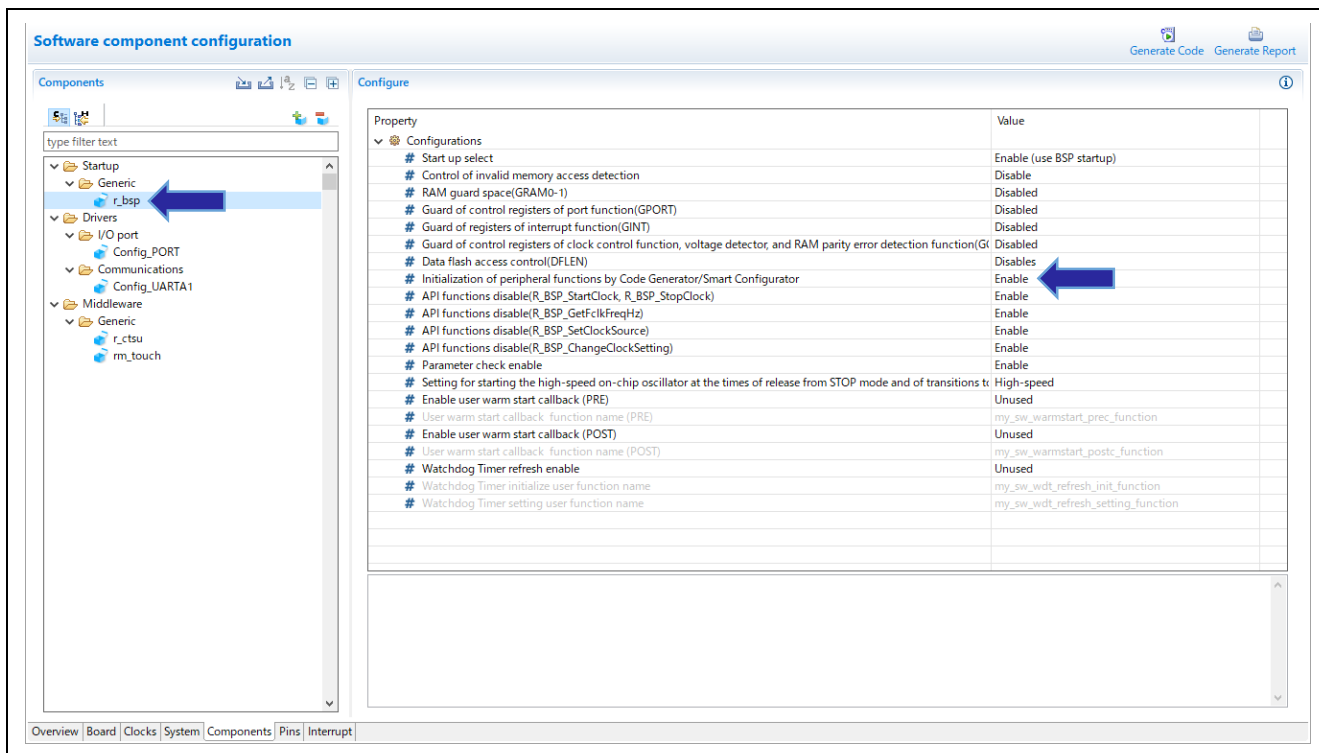 Software component configuration
Generate Code Generate Report
Components
Configure
type filter text
Startup
Generic
r_bsp
Drivers
I/O port
Config_PORT
Communications
Config_UARTA1
Middleware
Generic
r_ctsu
rm_touch
Property Value
Configurations
# Start up select Enable (use BSP startup)
# Control of invalid memory access detection Disable
# RAM guard space(GRAM0-1) Disabled
# Guard of control registers of port function(GPORT) Disabled
# Guard of registers of interrupt function(GINT) Disabled
# Guard of control registers of clock control function, voltage detector, and RAM parity error detection function(G( Disabled
# Data flash access control(DFLEN) Disables
# Initialization of peripheral functions by Code Generator/Smart Configurator Enable
# API functions disable(R_BSP_StartClock, R_BSP_StopClock) Enable
# API functions disable(R_BSP_GetFclkFreqHz) Enable
# API functions disable(R_BSP_SetClockSource) Enable
# API functions disable(R_BSP_ChangeClockSetting) Enable
# Parameter check enable Enable
# Setting for starting the high-speed on-chip oscillator at the times of release from STOP mode and of transitions to High-speed
# Enable user warm start callback (PRE) Unused
# User warm start callback  function name (PRE) my_sw_warmstart_prec_function
# Enable user warm start callback (POST) Unused
# User warm start callback  function name (POST) my_sw_warmstart_postc_function
# Watchdog Timer refresh enable Unused
# Watchdog Timer initialize user function name my_sw_wdt_refresh_init_function
# Watchdog Timer setting user function name my_sw_wdt_refresh_setting_function
Overview Board Clocks System Components Pins Interrupt